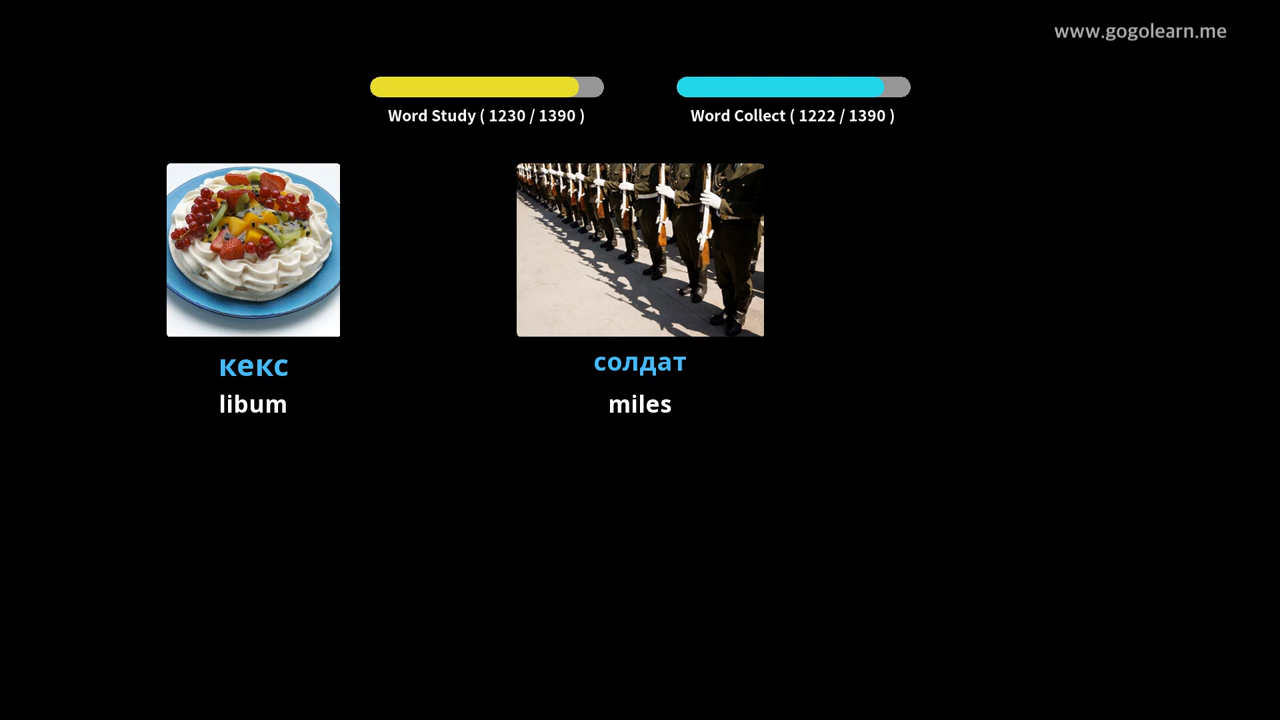 www.gogolearn.me
Word Study ( 1230 / 1390 )
Word Collect ( 1222 / 1390 )
кекс
libum
солдат
miles